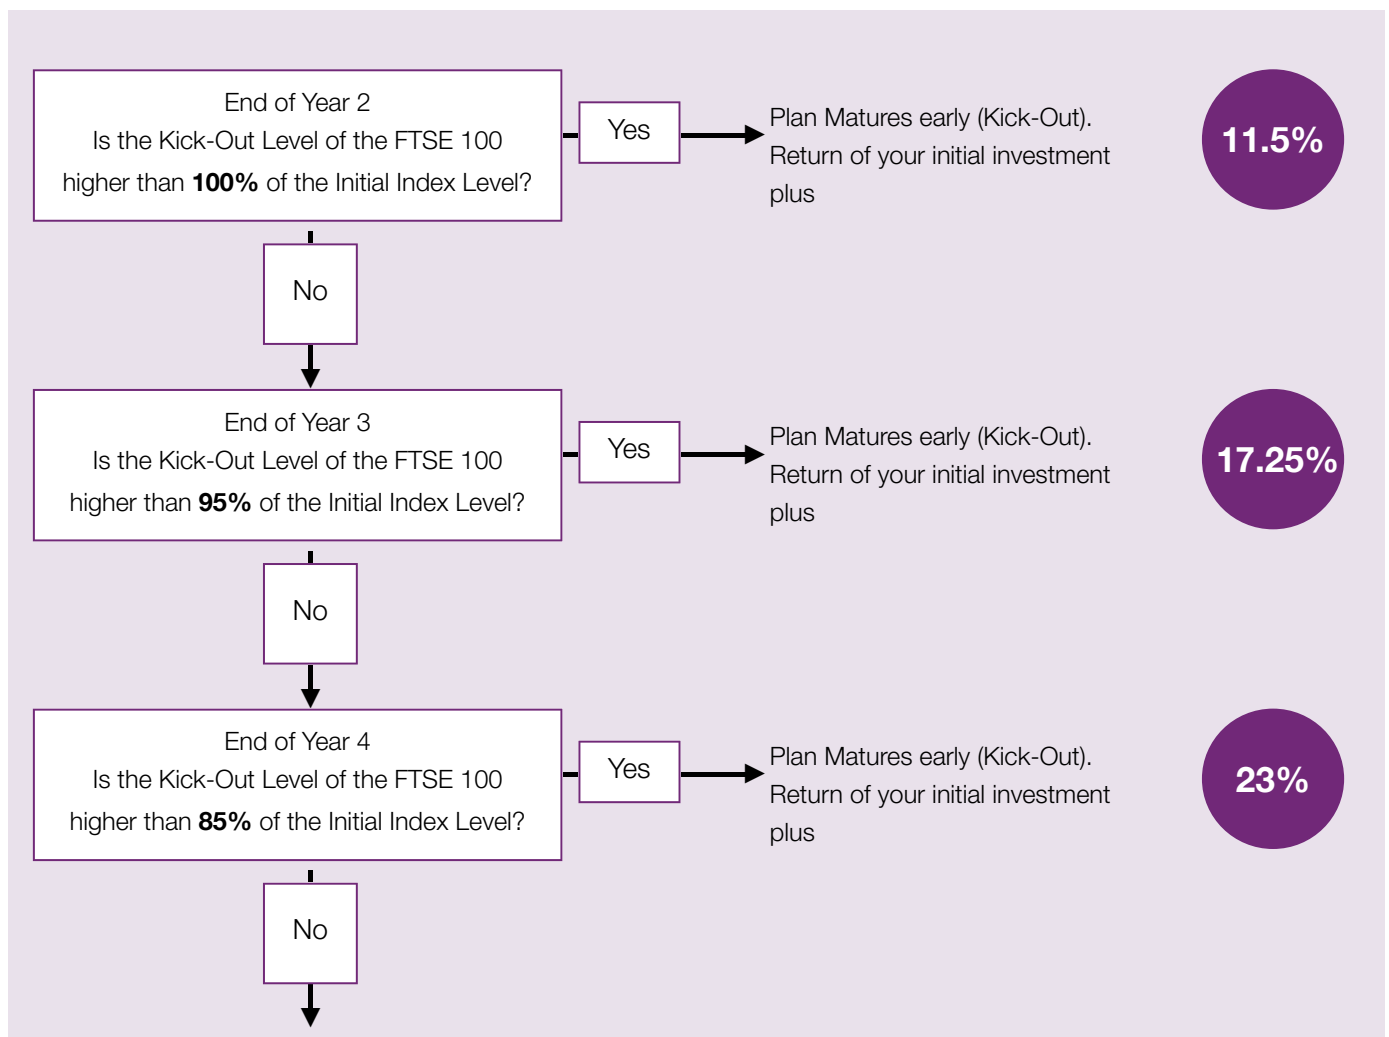 End of Year 2
Is the Kick-Out Level of the FTSE 100
higher than 100% of the Initial Index Level?
Yes
Plan Matures early (Kick-Out).
Return of your initial investment
plus
11.5%
No
End of Year 3
Is the Kick-Out Level of the FTSE 100
higher than 95% of the Initial Index Level?
Yes
Plan Matures early (Kick-Out).
Return of your initial investment
plus
17.25%
No
End of Year 4
Is the Kick-Out Level of the FTSE 100
higher than 85% of the Initial Index Level?
Yes
Plan Matures early (Kick-Out).
Return of your initial investment
plus
23%
No